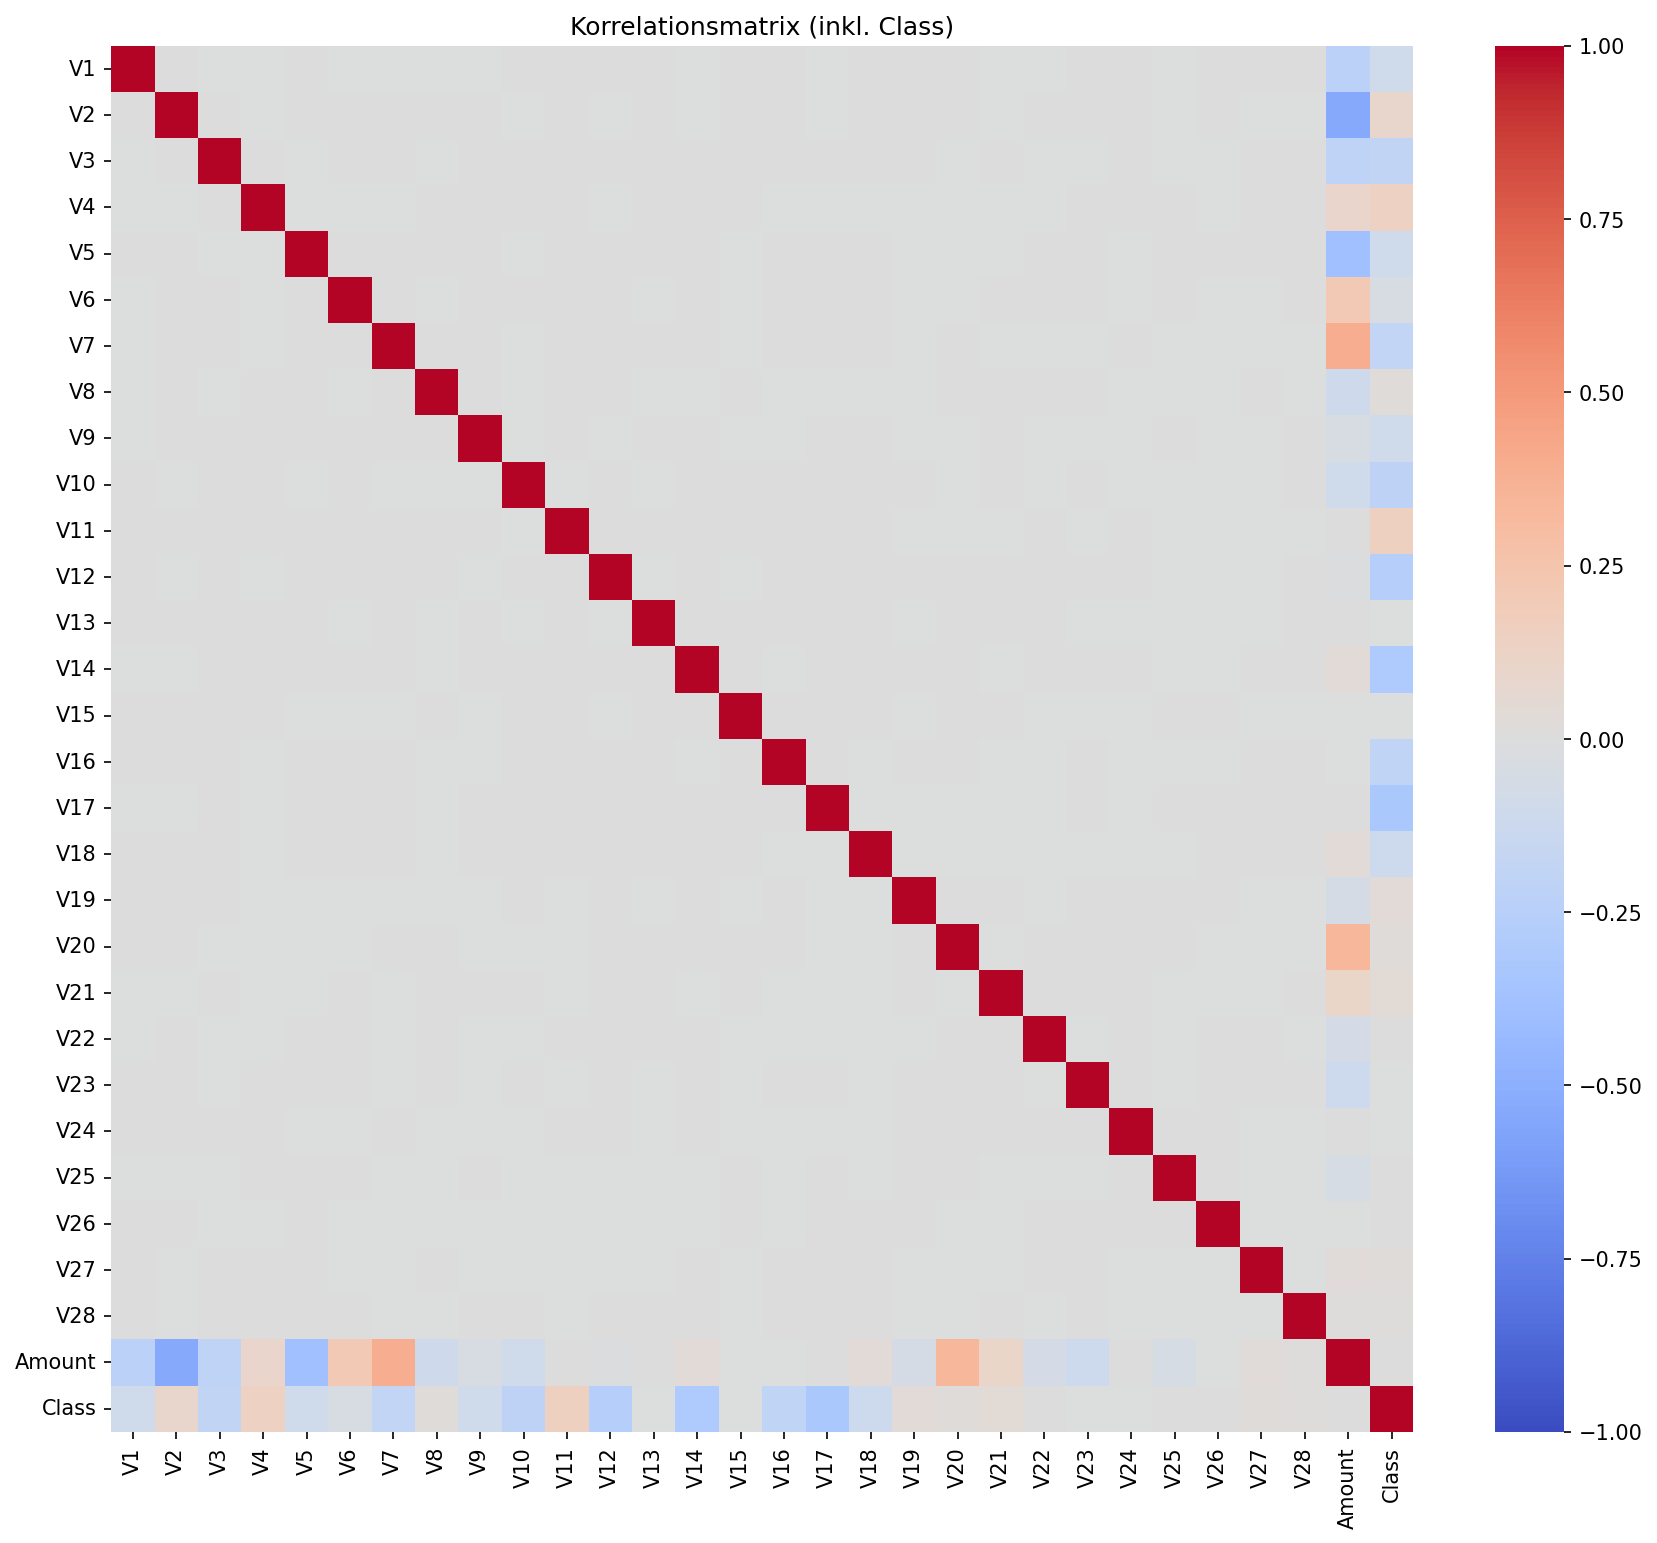 Korrelationsmatrix (inkl. Class)
V1
V2
V3
V4
V5
V6
V7
V8
V9
V10
V11
V12
V13
V14
V15
V16
V17
V18
V19
V20
V21
V22
V23
V24
V25
V26
V27
V28
Amount
Class
V1 V2 V3 V4 V5 V6 V7 V8 V9 V10 V11 V12 V13 V14 V15 V16 V17 V18 V19 V20 V21 V22 V23 V24 V25 V26 V27 V28 Amount Class
1.00
0.75
0.50
0.25
0.00
−0.25
−0.50
−0.75
−1.00